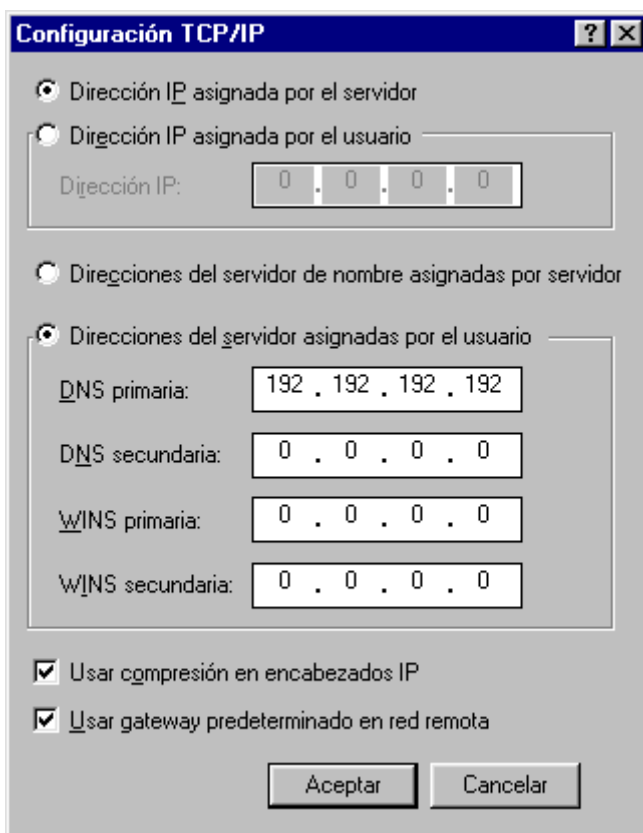 Configuración TCP/IP
Dirección IP asignada por el servidor
Dirección IP asignada por el usuario
Dirección IP: 0 . 0 . 0 . 0
Direcciones del servidor de nombre asignadas por servidor
Direcciones del servidor asignadas por el usuario
DNS primaria: 192 . 192 . 192 . 192
DNS secundaria: 0 . 0 . 0 . 0
WINS primaria: 0 . 0 . 0 . 0
WINS secundaria: 0 . 0 . 0 . 0
Usar compresión en encabezados IP
Usar gateway predeterminado en red remota
Aceptar Cancelar